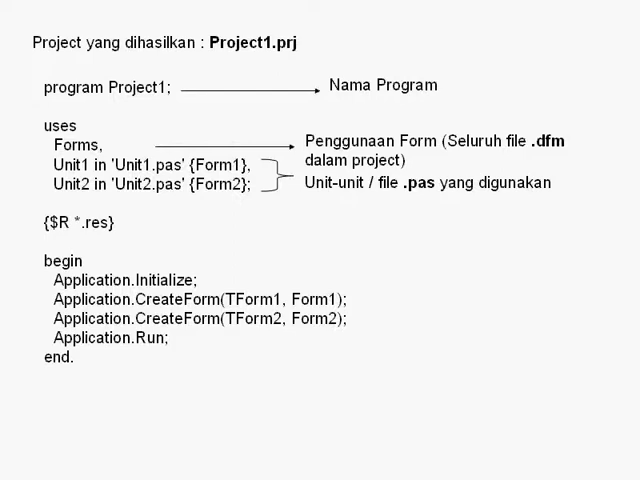 Project yang dihasilkan : Project1.prj
program Project1; Nama Program
uses
Forms, Penggunaan Form (Seluruh file .dfm
dalam project)
Unit1 in 'Unit1.pas' {Form1},
Unit2 in 'Unit2.pas' {Form2}; Unit-unit / file .pas yang digunakan
{$R *.res}
begin
Application.Initialize;
Application.CreateForm(TForm1, Form1);
Application.CreateForm(TForm2, Form2);
Application.Run;
end.